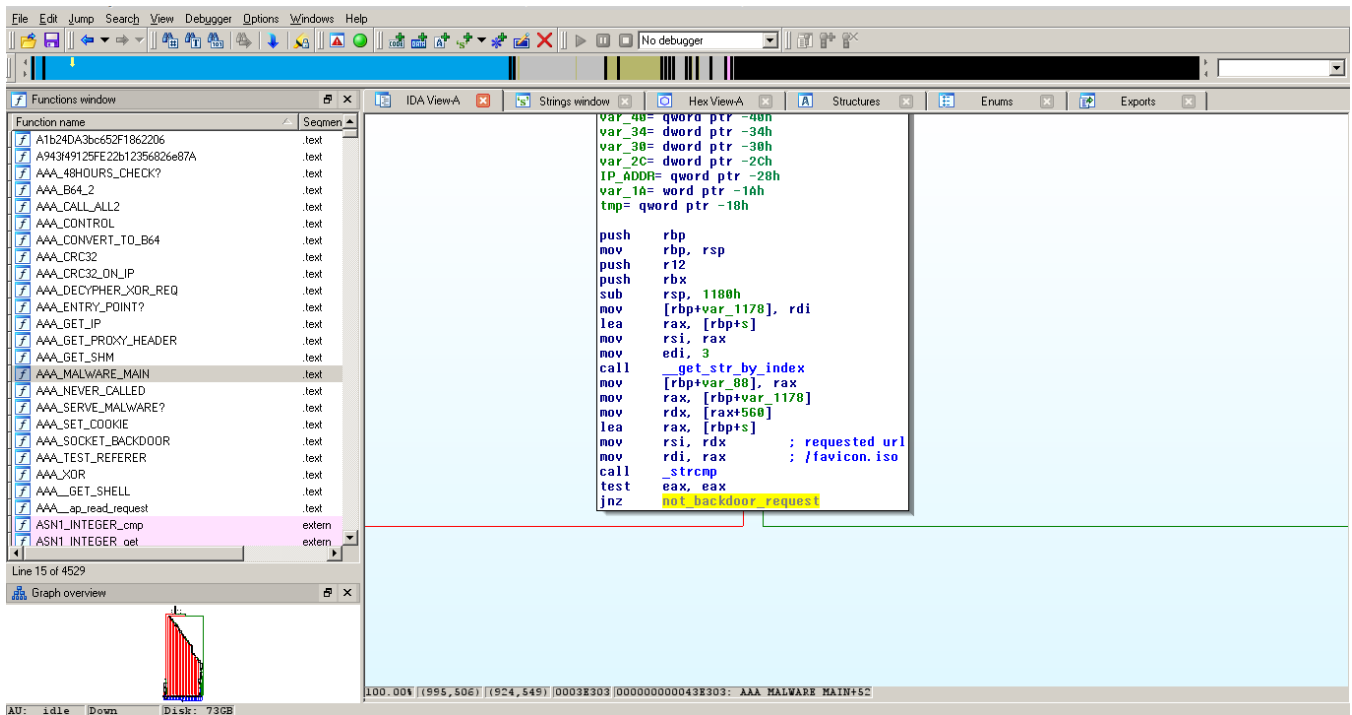 File Edit Jump Search View Debugger Options Windows Help
No debugger
Functions window
IDA View-A Strings window Hex View-A Structures Enums Exports
Function name Segmen
A1b24DA3bc652F1862206 .text
A943f49125FE22b12356826e87A .text
AAA_48HOURS_CHECK? .text
AAA_B64_2 .text
AAA_CALL_ALL2 .text
AAA_CONTROL .text
AAA_CONVERT_TO_B64 .text
AAA_CRC32 .text
AAA_CRC32_ON_IP .text
AAA_DECYPHER_XOR_REQ .text
AAA_ENTRY_POINT? .text
AAA_GET_IP .text
AAA_GET_PROXY_HEADER .text
AAA_GET_SHM .text
AAA_MALWARE_MAIN .text
AAA_NEVER_CALLED .text
AAA_SERVE_MALWARE? .text
AAA_SET_COOKIE .text
AAA_SOCKET_BACKDOOR .text
AAA_TEST_REFERER .text
AAA_XOR .text
AAA__GET_SHELL .text
AAA__ap_read_request .text
ASN1_INTEGER_cmp extern
ASN1_INTEGER_get extern
Line 15 of 4529
Graph overview
var_40= qword ptr -40h
var_34= dword ptr -34h
var_30= dword ptr -30h
var_2C= dword ptr -2Ch
IP_ADDR= qword ptr -28h
var_1A= word ptr -1Ah
tmp= qword ptr -18h
push rbp
mov rbp, rsp
push r12
push rbx
sub rsp, 1180h
mov [rbp+var_1178], rdi
lea rax, [rbp+s]
mov rsi, rax
mov edi, 3
call __get_str_by_index
mov [rbp+var_88], rax
mov rax, [rbp+var_1178]
mov rdx, [rax+560]
lea rax, [rbp+s]
mov rsi, rdx ; requested url
mov rdi, rax ; /favicon.iso
call _strcmp
test eax, eax
jnz not_backdoor_request
100.00% (995,506) (924,549) 0003E303 000000000043E303: AAA MALWARE MAIN+52
AU: idle Down Disk: 73GB